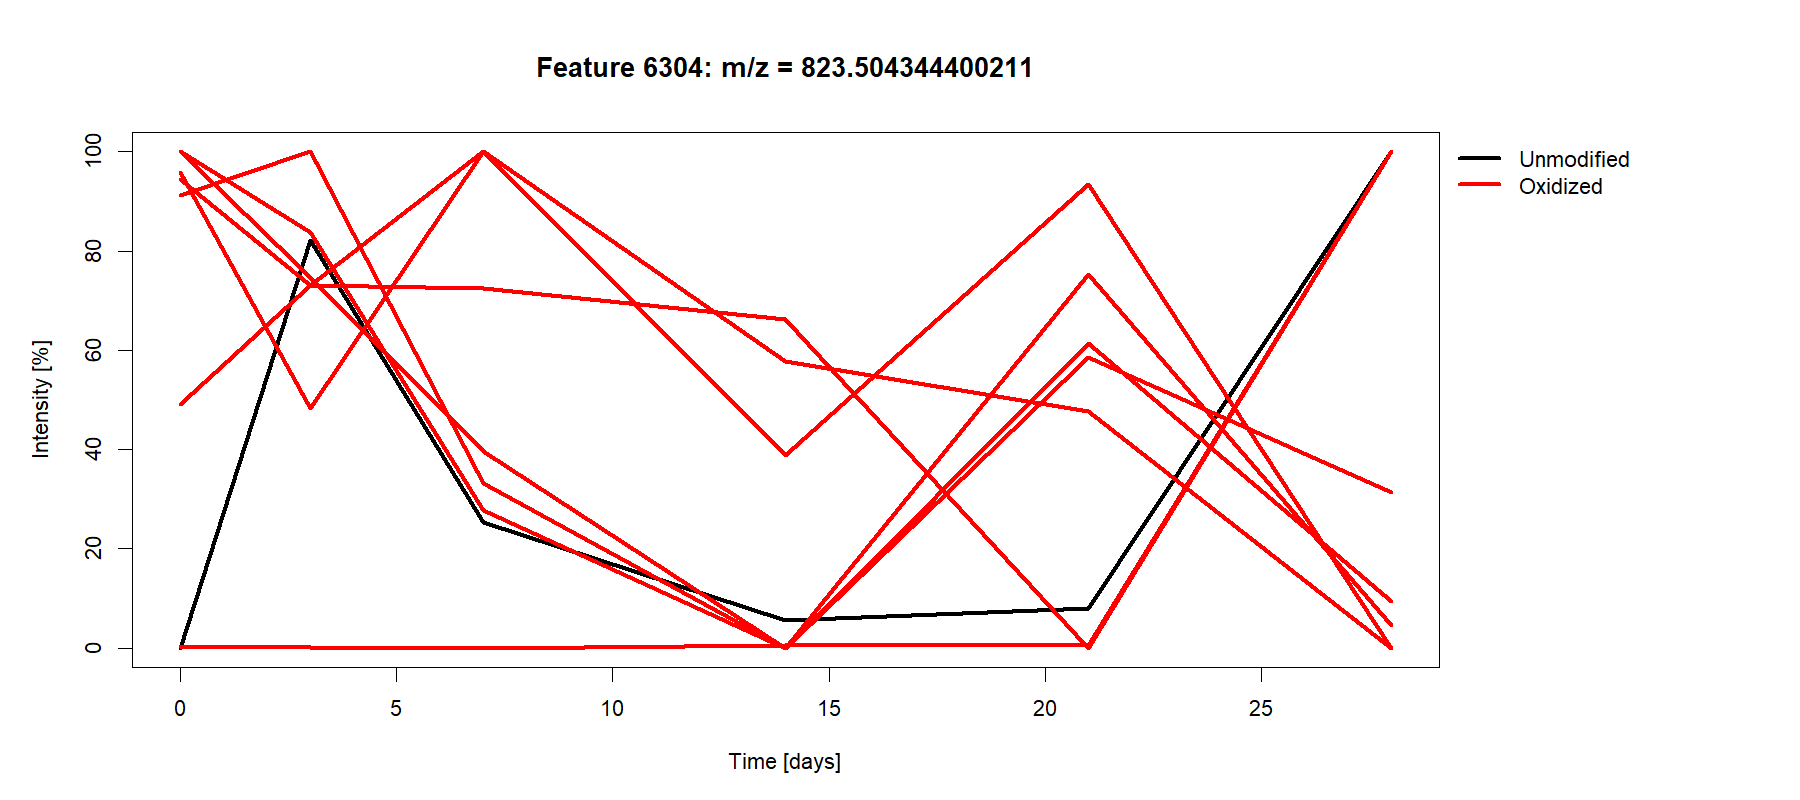 Feature 6304: m/z = 823.504344400211
Unmodified
Oxidized
Intensity [%]
100
80
60
40
20
0
0 5 10 15 20 25
Time [days]